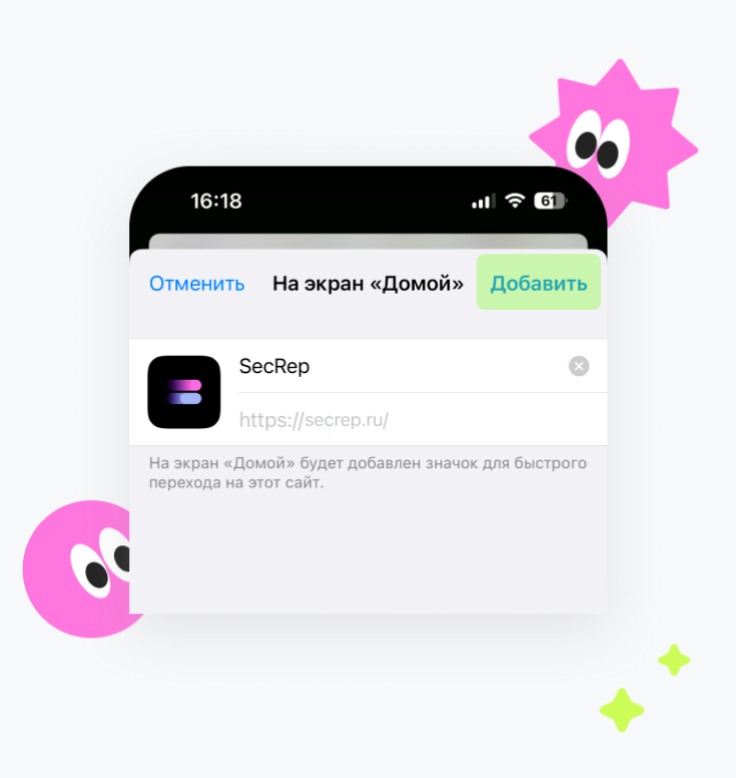 16:18 61
Отменить На экран «Домой» Добавить
SecRep
https://secrep.ru/
На экран «Домой» будет добавлен значок для быстрого
перехода на этот сайт.